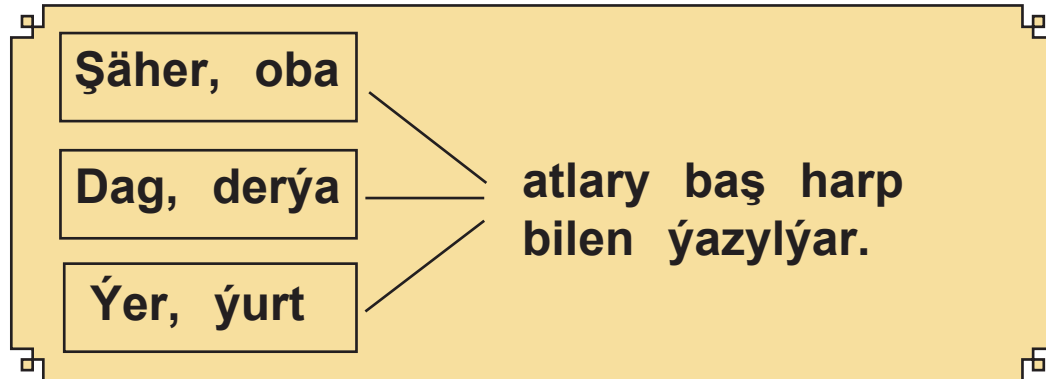 Şäher, oba
Dag, derýa
Ýer, ýurt
atlary baş harp
bilen ýazylýar.